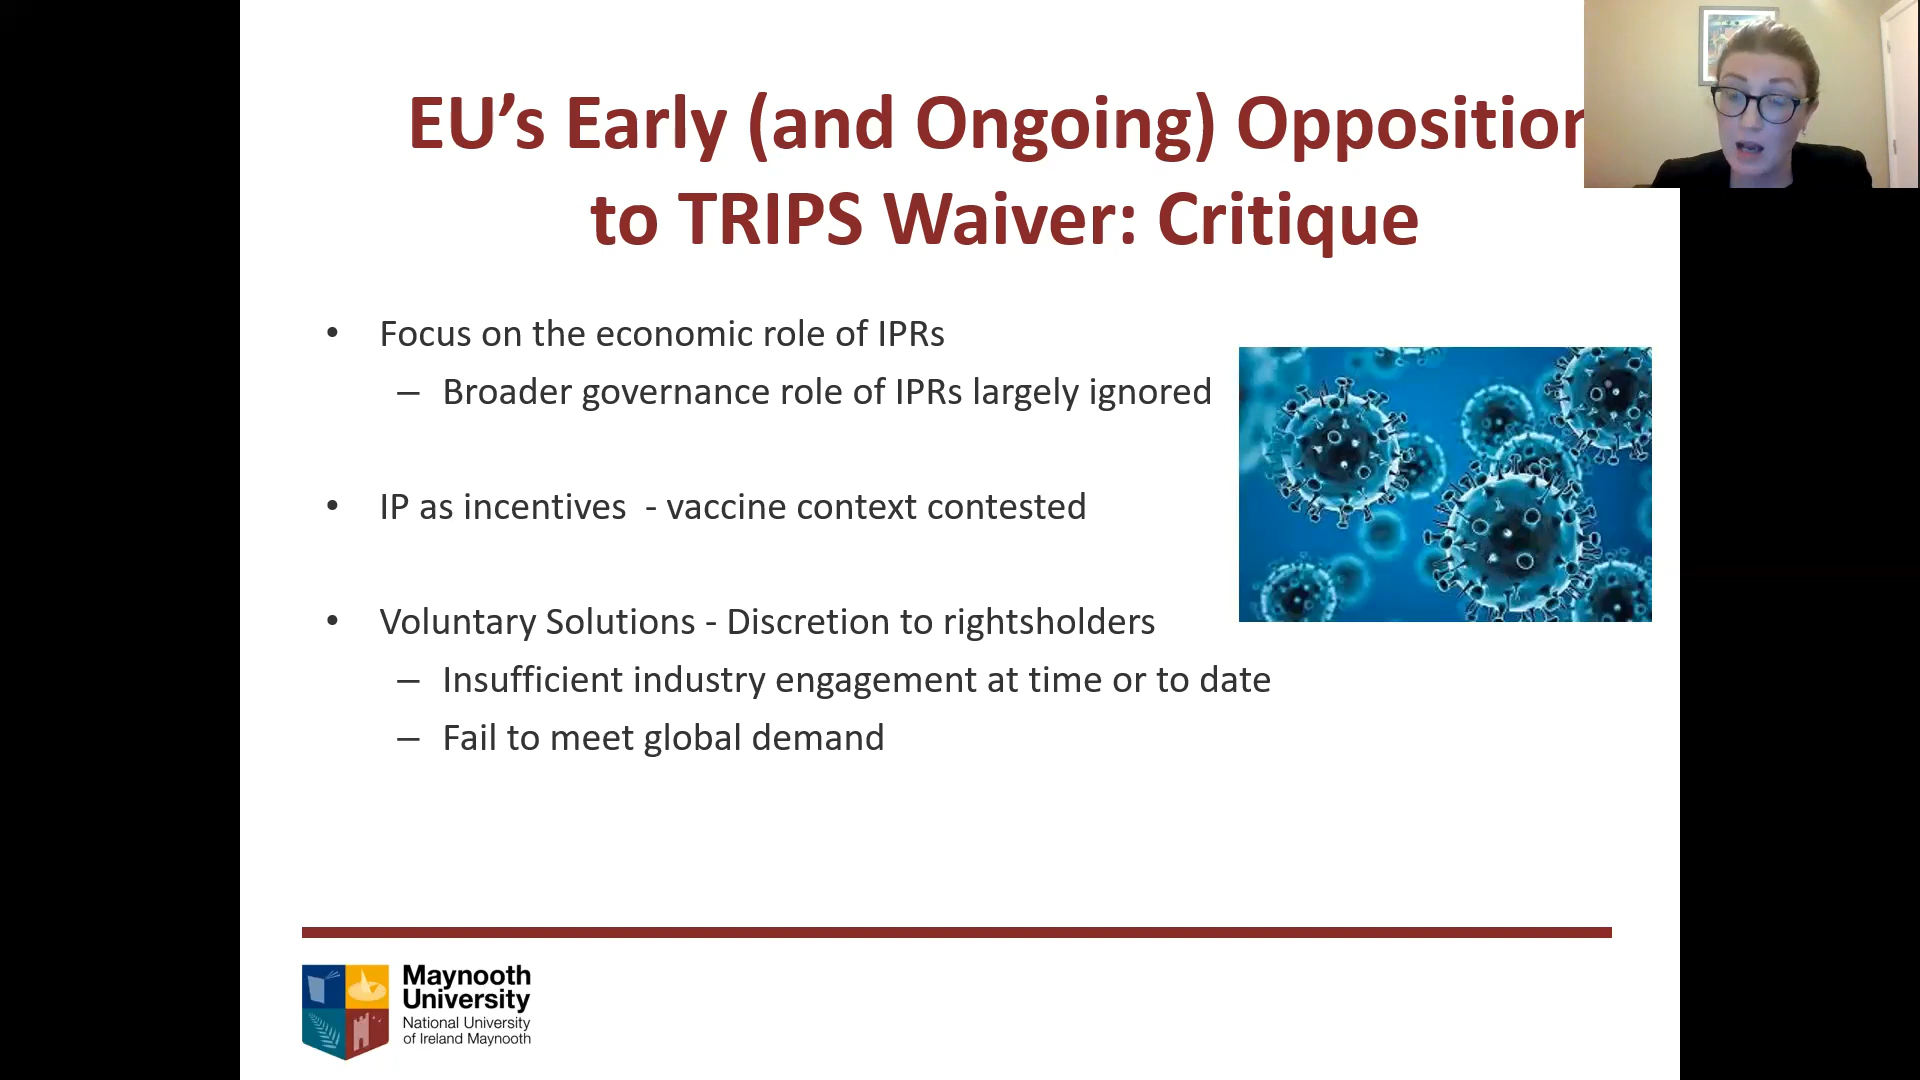 EU’s Early (and Ongoing) Opposition
to TRIPS Waiver: Critique
• Focus on the economic role of IPRs
– Broader governance role of IPRs largely ignored
• IP as incentives - vaccine context contested
• Voluntary Solutions - Discretion to rightsholders
– Insufficient industry engagement at time or to date
– Fail to meet global demand
Maynooth
University
National University
of Ireland Maynooth